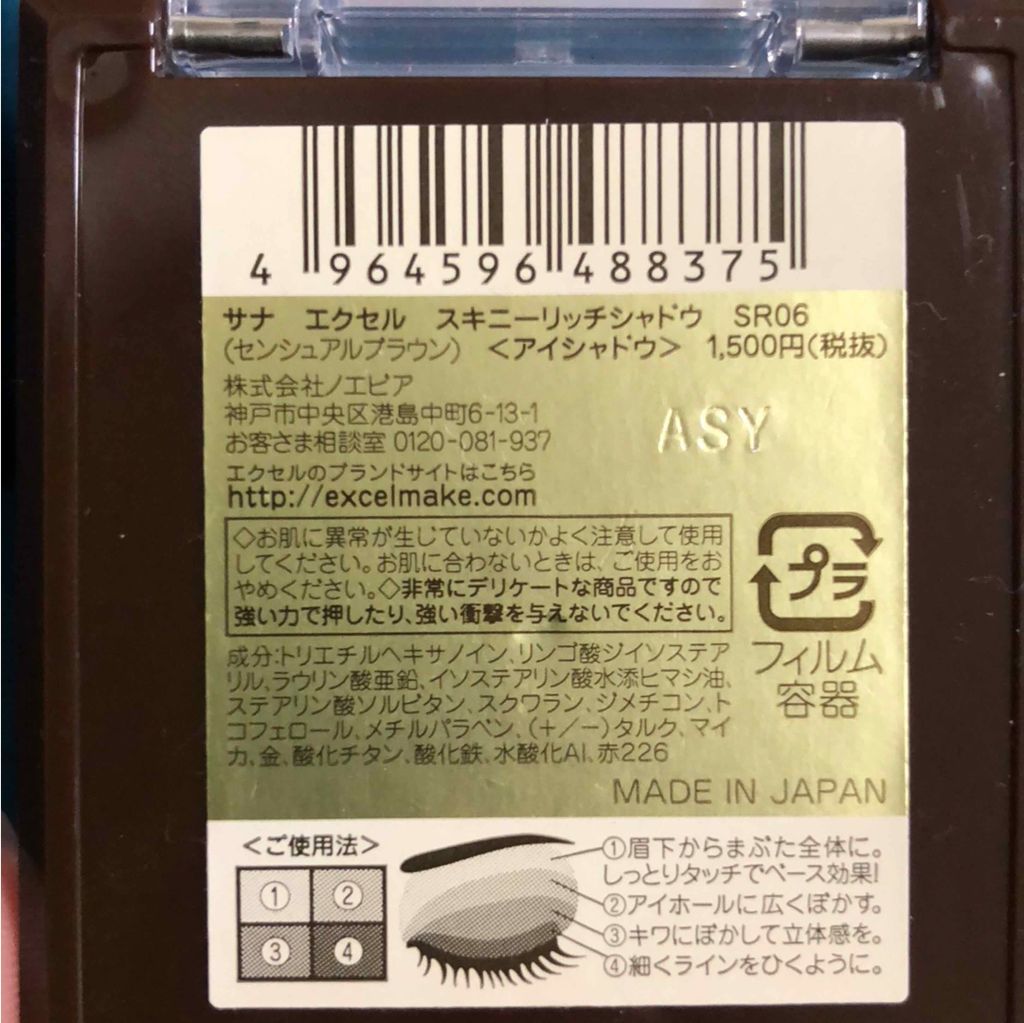 4 964596 488375
サナ エクセル スキニーリッチシャドウ SR06
(センシュアルブラウン) <アイシャドウ> 1,500円(税抜)
株式会社ノエビア
神戸市中央区港島中町6-13-1
お客さま相談室 0120-081-937
エクセルのブランドサイトはこちら
http://excelmake.com
ASY
◇お肌に異常が生じていないかよく注意して使用
してください。お肌に合わないときは、ご使用をお
やめください。◇非常にデリケートな商品ですので
強い力で押したり、強い衝撃を与えないでください。
プラ
フィルム
容器
成分:トリエチルヘキサノイン、リンゴ酸ジイソステア
リル、ラウリン酸亜鉛、イソステアリン酸水添ヒマシ油、
ステアリン酸ソルビタン、スクワラン、ジメチコン、ト
コフェロール、メチルパラベン、(+/−)タルク、マイ
カ、金、酸化チタン、酸化鉄、水酸化Al、赤226
MADE IN JAPAN
<ご使用法>
① ②
③ ④
①眉下からまぶた全体に。
しっとりタッチでベース効果!
②アイホールに広くぼかす。
③キワにぼかして立体感を。
④細くラインをひくように。